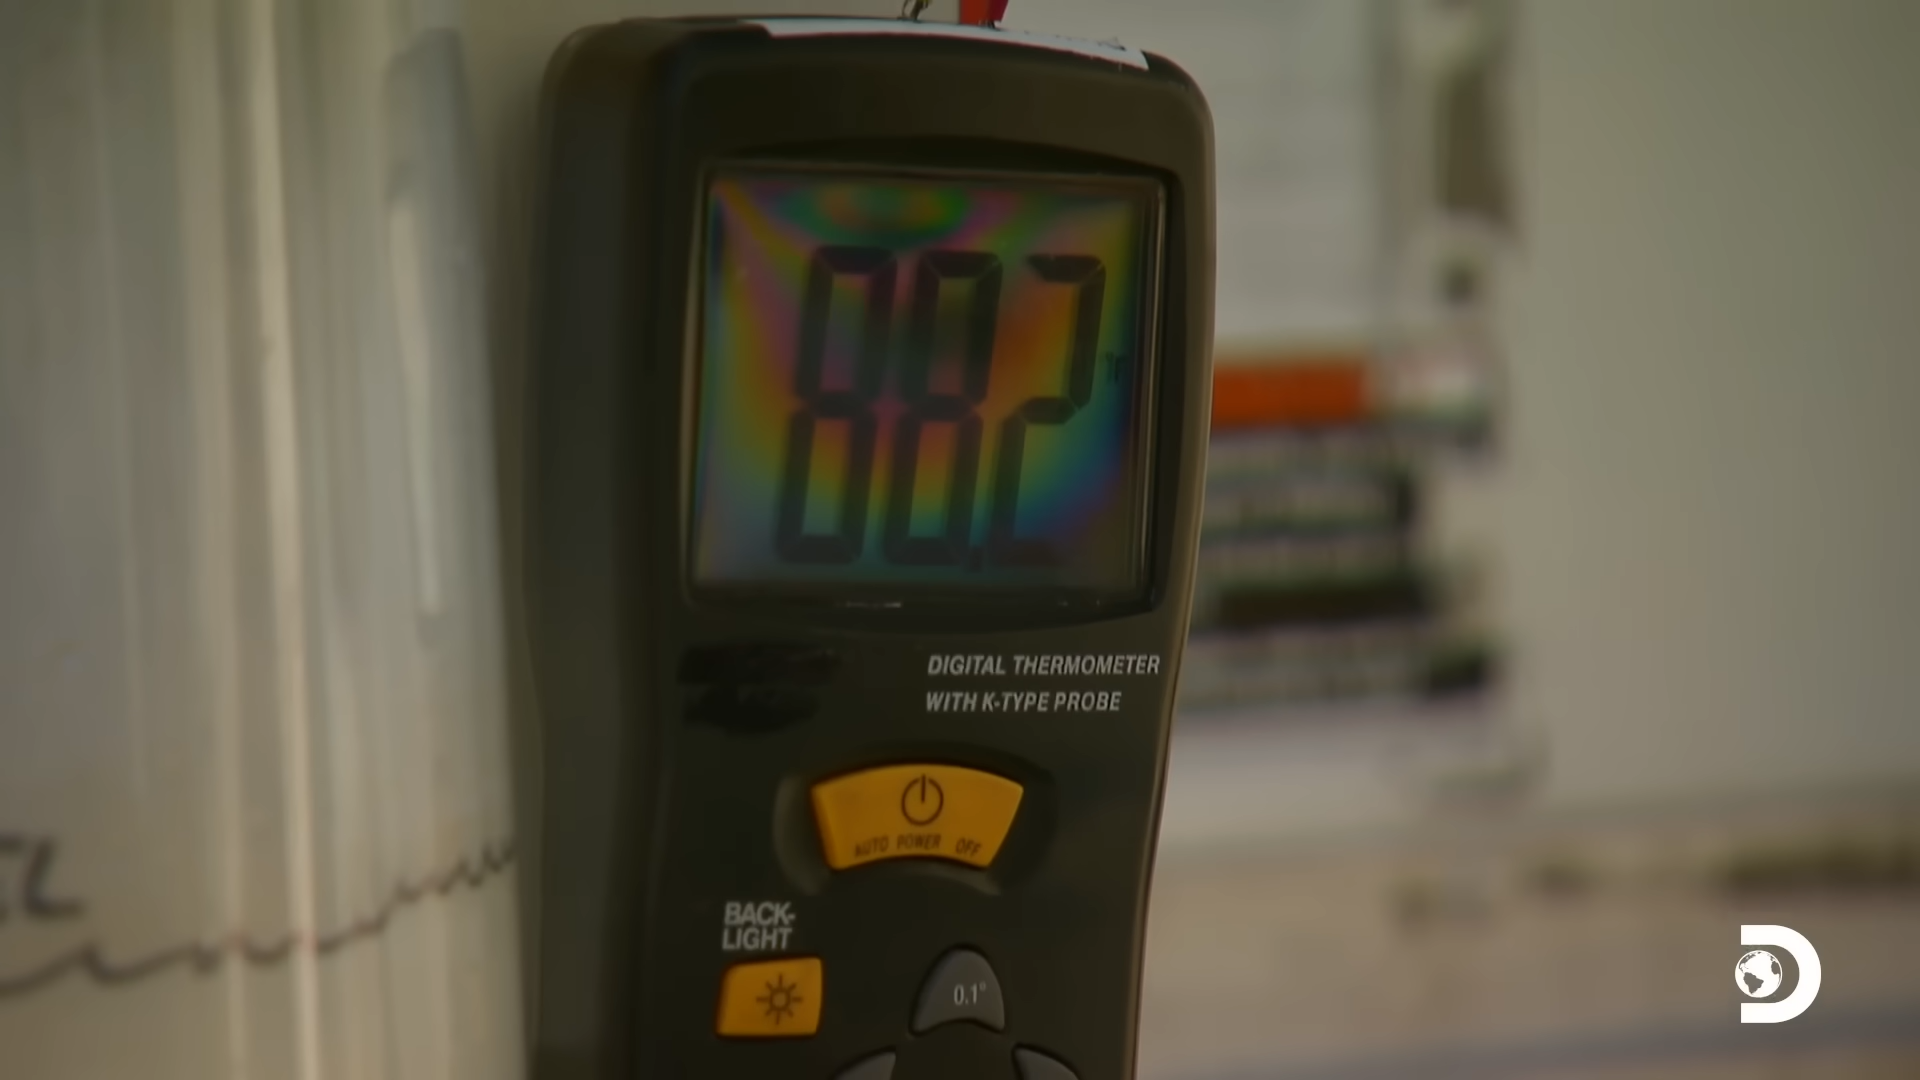 88.2
DIGITAL THERMOMETER
WITH K-TYPE PROBE
AUTO POWER OFF
BACK-
LIGHT
0.1°